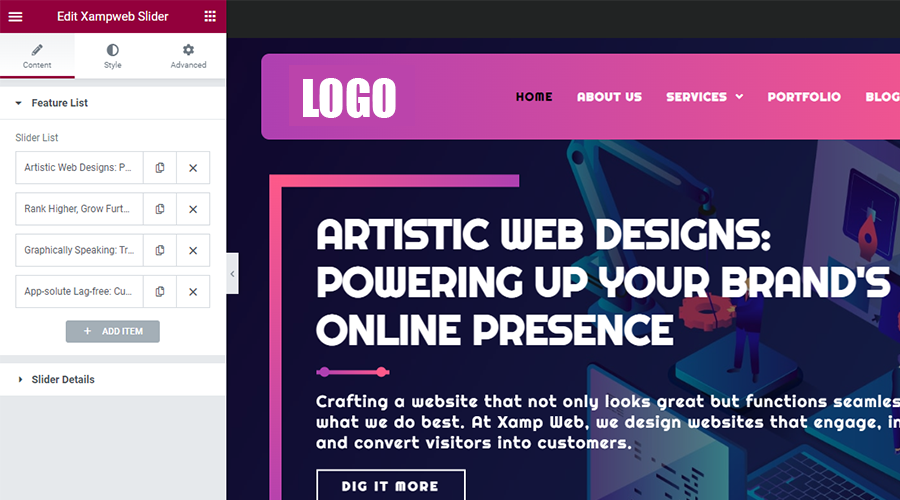 Edit Xampweb Slider
Content
Style
Advanced
Feature List
Slider List
Artistic Web Designs: P...
Rank Higher, Grow Furt...
Graphically Speaking: Tr...
App-solute Lag-free: Cu...
+ ADD ITEM
Slider Details
LOGO
HOME ABOUT US SERVICES PORTFOLIO BLOG
ARTISTIC WEB DESIGNS:
POWERING UP YOUR BRAND'S
ONLINE PRESENCE
Crafting a website that not only looks great but functions seamles
what we do best. At Xamp Web, we design websites that engage, in
and convert visitors into customers.
DIG IT MORE